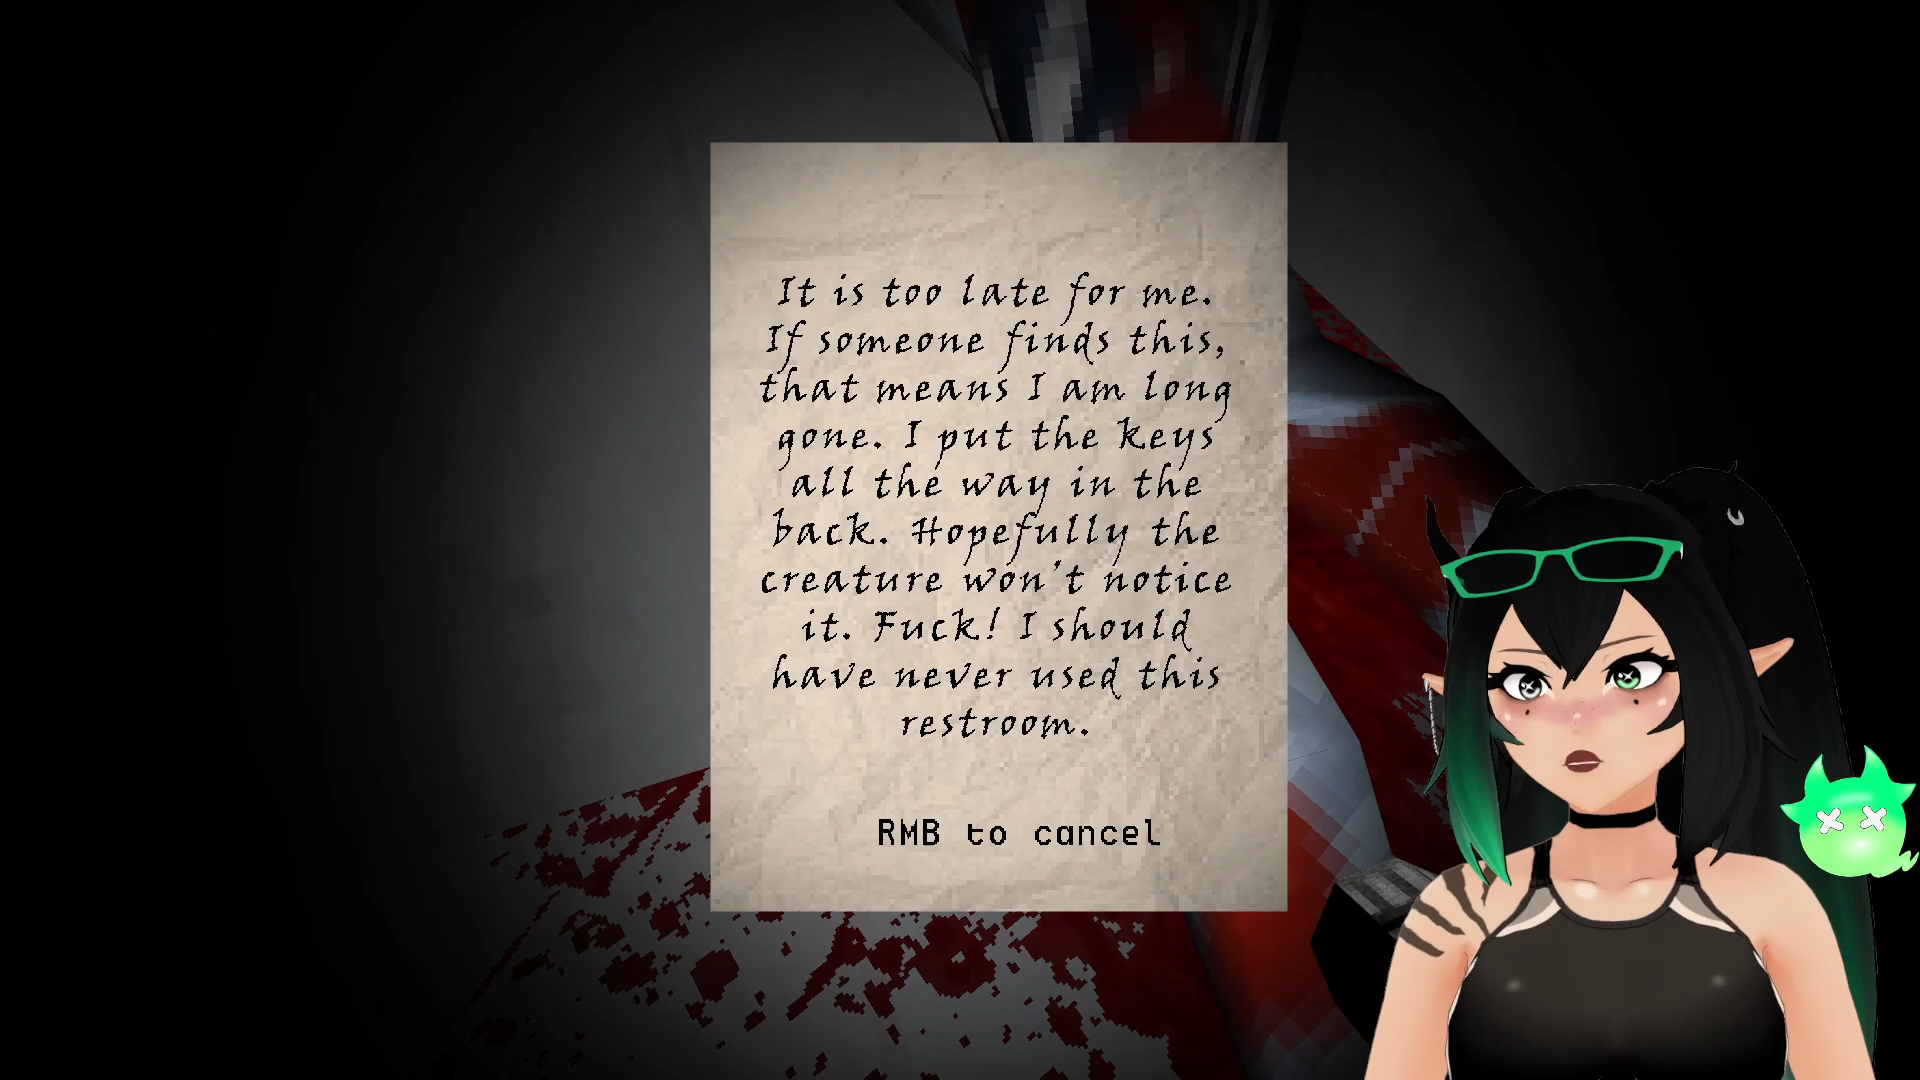 It is too late for me.
If someone finds this,
that means I am long
gone. I put the keys
all the way in the
back. Hopefully the
creature won't notice
it. Fuck! I should
have never used this
restroom.
RMB to cancel